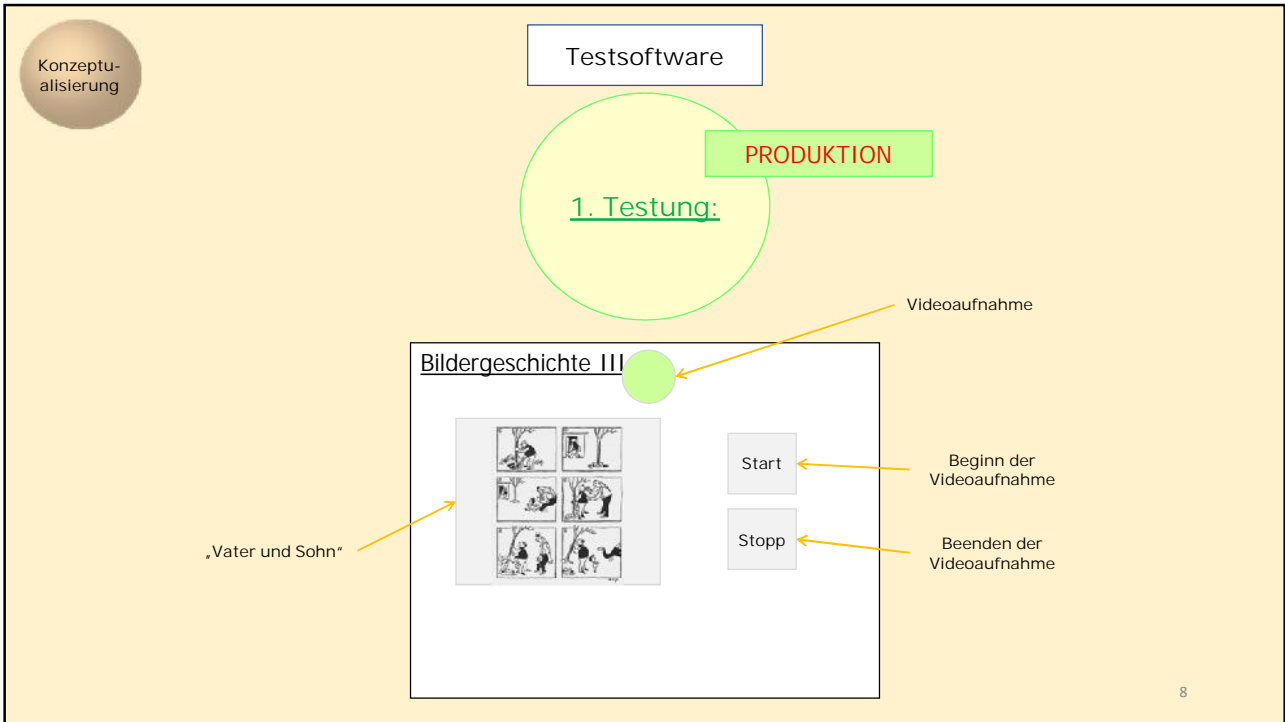 Konzeptu-
alisierung
Testsoftware
PRODUKTION
1. Testung:
Videoaufnahme
Bildergeschichte III
Start
Beginn der
Videoaufnahme
„Vater und Sohn“
Stopp
Beenden der
Videoaufnahme
8